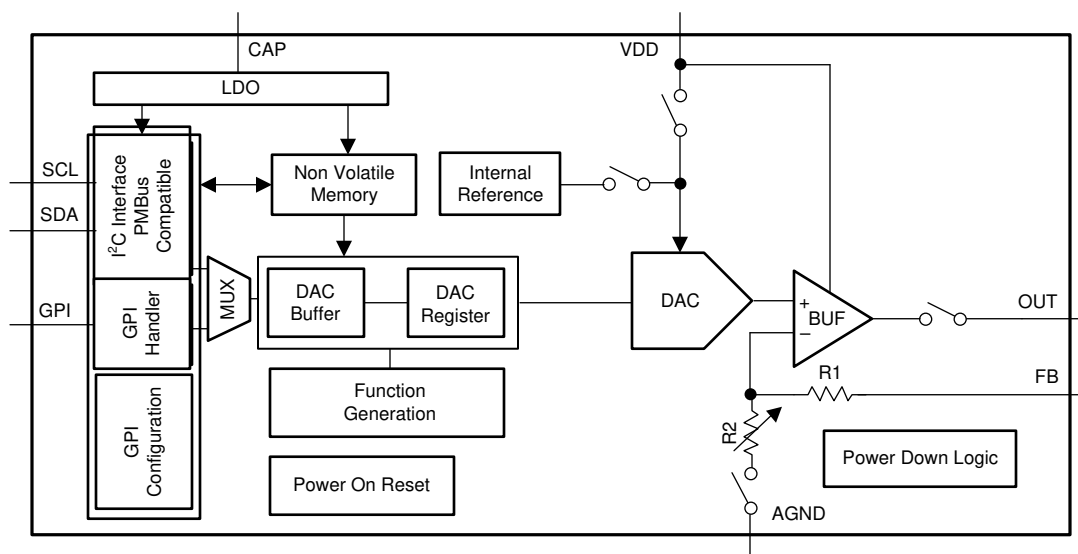 CAP
VDD
LDO
SCL
SDA
GPI
I²C Interface
PMBus
Compatible
Non Volatile
Memory
Internal
Reference
GPI
Handler
MUX
DAC
Buffer
DAC
Register
DAC
+
BUF
−
OUT
R1
FB
R2
Function
Generation
GPI
Configuration
Power On Reset
Power Down Logic
AGND